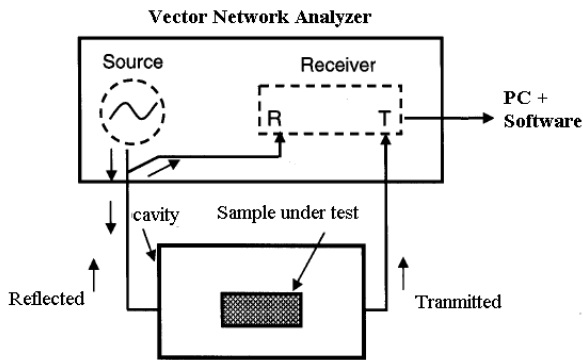 Vector Network Analyzer
Source
Receiver
R
T
PC +
Software
cavity
Sample under test
Reflected
Tranmitted